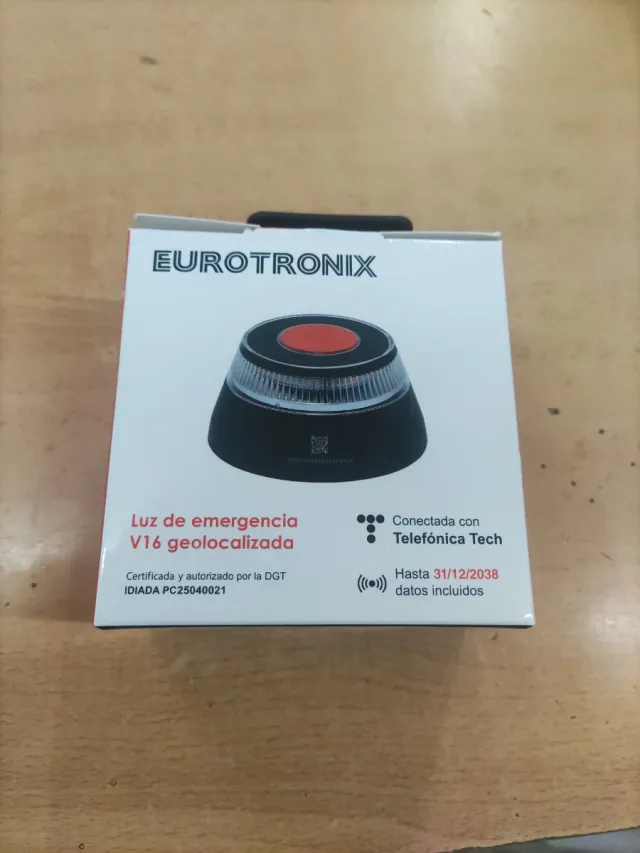 EUROTRONIX
Luz de emergencia
V16 geolocalizada
Certificada y autorizado por la DGT
IDIADA PC25040021
Conectada con
Telefónica Tech
Hasta 31/12/2038
datos incluidos